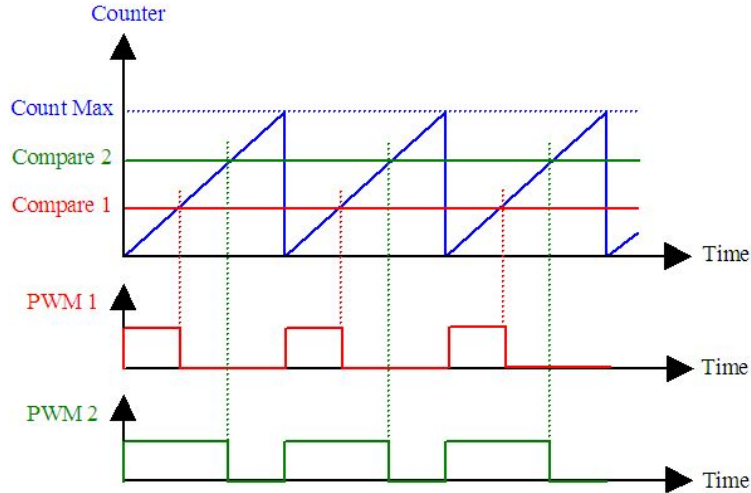 Counter
Count Max
Compare 2
Compare 1
Time
PWM 1
Time
PWM 2
Time